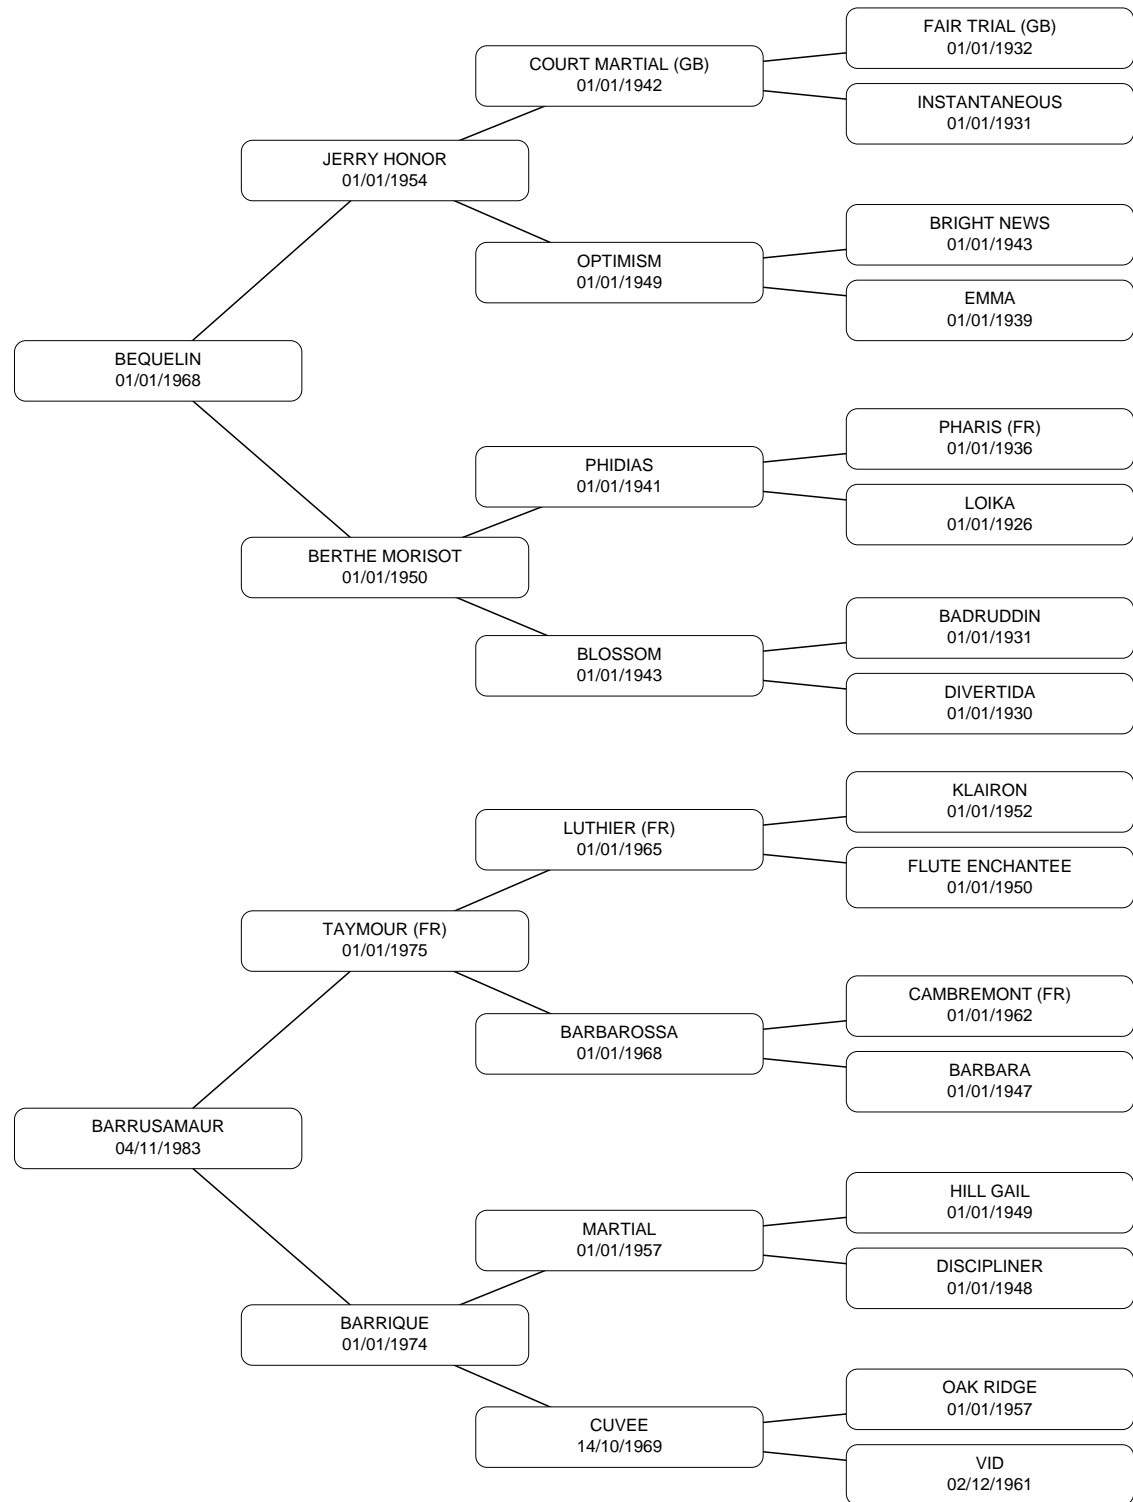 FAIR TRIAL (GB)
01/01/1932
COURT MARTIAL (GB)
01/01/1942
INSTANTANEOUS
01/01/1931
JERRY HONOR
01/01/1954
BRIGHT NEWS
01/01/1943
OPTIMISM
01/01/1949
EMMA
01/01/1939
BEQUELIN
01/01/1968
PHARIS (FR)
01/01/1936
PHIDIAS
01/01/1941
LOIKA
01/01/1926
BERTHE MORISOT
01/01/1950
BADRUDDIN
01/01/1931
BLOSSOM
01/01/1943
DIVERTIDA
01/01/1930
KLAIRON
01/01/1952
LUTHIER (FR)
01/01/1965
FLUTE ENCHANTEE
01/01/1950
TAYMOUR (FR)
01/01/1975
CAMBREMONT (FR)
01/01/1962
BARBAROSSA
01/01/1968
BARBARA
01/01/1947
BARRUSAMAUR
04/11/1983
HILL GAIL
01/01/1949
MARTIAL
01/01/1957
DISCIPLINER
01/01/1948
BARRIQUE
01/01/1974
OAK RIDGE
01/01/1957
CUVEE
14/10/1969
VID
02/12/1961